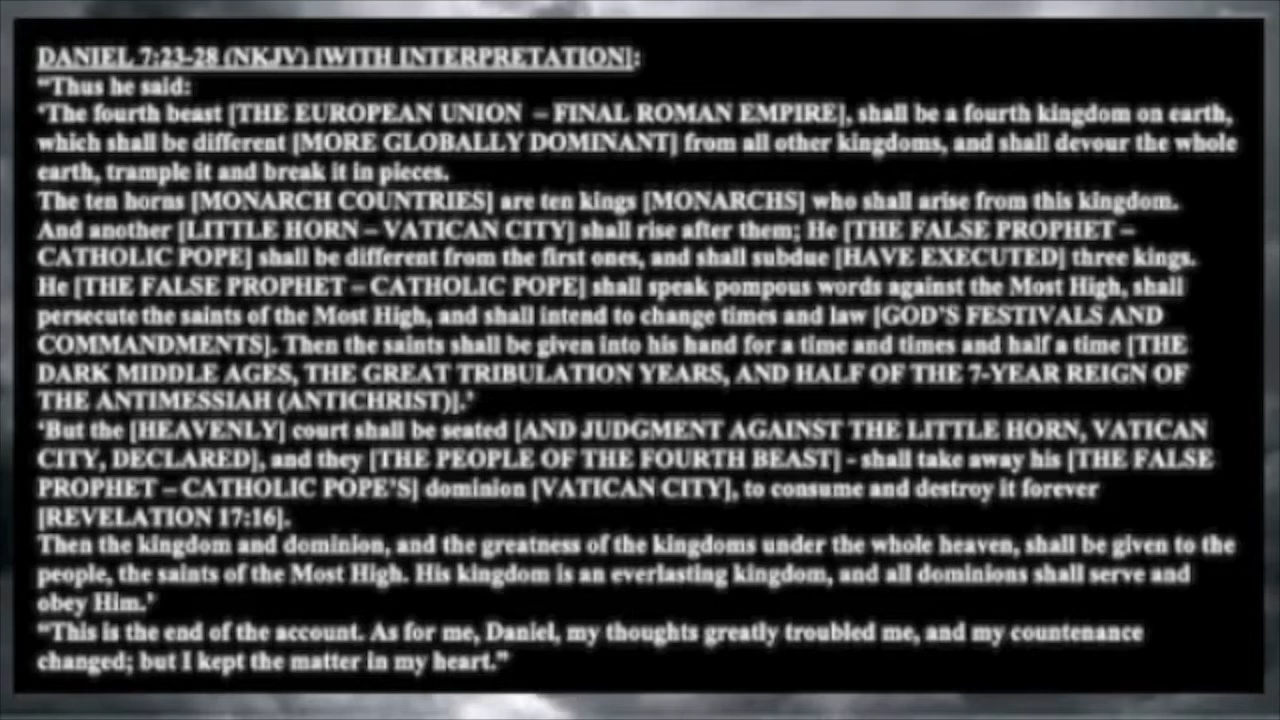 DANIEL 7:23-28 (NKJV) [WITH INTERPRETATION]:
"Thus he said:
'The fourth beast [THE EUROPEAN UNION – FINAL ROMAN EMPIRE], shall be a fourth kingdom on earth,
which shall be different [MORE GLOBALLY DOMINANT] from all other kingdoms, and shall devour the whole
earth, trample it and break it in pieces.
The ten horns [MONARCH COUNTRIES] are ten kings [MONARCHS] who shall arise from this kingdom.
And another [LITTLE HORN – VATICAN CITY] shall rise after them; He [THE FALSE PROPHET –
CATHOLIC POPE] shall be different from the first ones, and shall subdue [HAVE EXECUTED] three kings.
He [THE FALSE PROPHET – CATHOLIC POPE] shall speak pompous words against the Most High, shall
persecute the saints of the Most High, and shall intend to change times and law [GOD'S FESTIVALS AND
COMMANDMENTS]. Then the saints shall be given into his hand for a time and times and half a time [THE
DARK MIDDLE AGES, THE GREAT TRIBULATION YEARS, AND HALF OF THE 7-YEAR REIGN OF
THE ANTIMESSIAH (ANTICHRIST)].'
'But the [HEAVENLY] court shall be seated [AND JUDGMENT AGAINST THE LITTLE HORN, VATICAN
CITY, DECLARED], and they [THE PEOPLE OF THE FOURTH BEAST] - shall take away his [THE FALSE
PROPHET – CATHOLIC POPE'S] dominion [VATICAN CITY], to consume and destroy it forever
[REVELATION 17:16].
Then the kingdom and dominion, and the greatness of the kingdoms under the whole heaven, shall be given to the
people, the saints of the Most High. His kingdom is an everlasting kingdom, and all dominions shall serve and
obey Him.'
"This is the end of the account. As for me, Daniel, my thoughts greatly troubled me, and my countenance
changed; but I kept the matter in my heart."